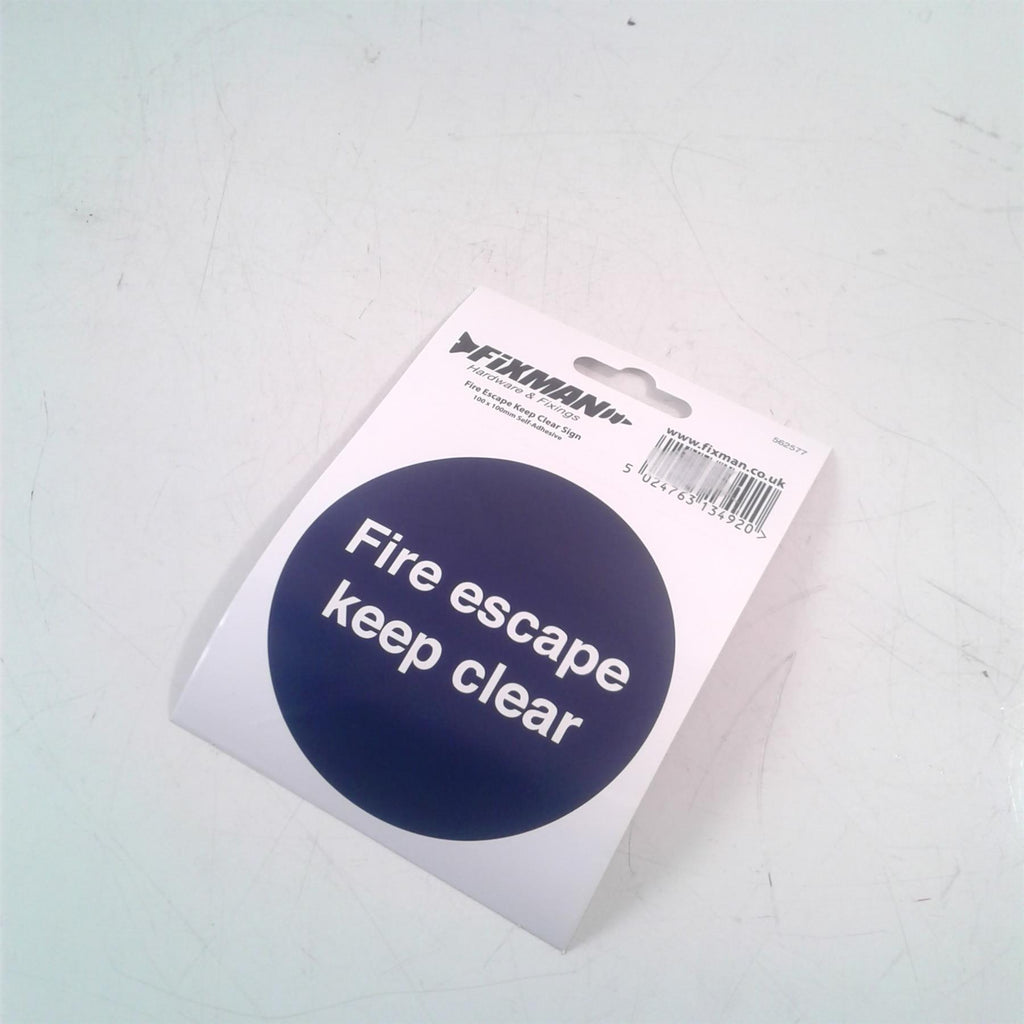 FiXMAN
Hardware & Fixings
Fire Escape Keep Clear Sign
100 x 100mm Self-Adhesive
562577
www.fixman.co.uk
5 024763 134920 >
Fire escape
keep clear